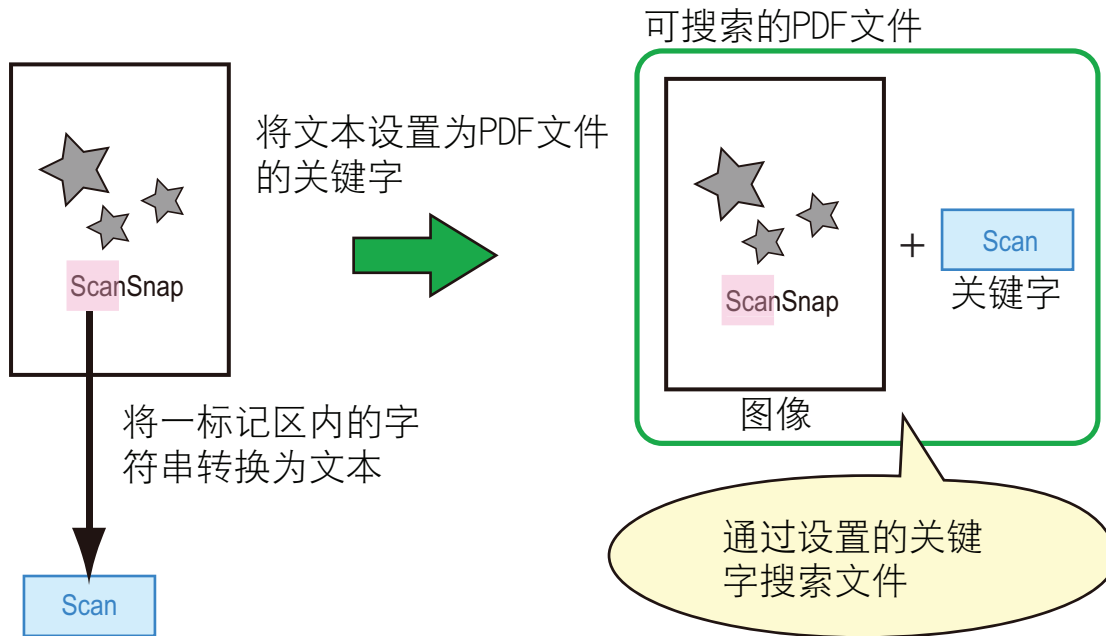 可搜索的PDF文件
将文本设置为PDF文件
的关键字
ScanSnap
将一标记区内的字
符串转换为文本
Scan
ScanSnap
图像
+
Scan
关键字
通过设置的关键
字搜索文件